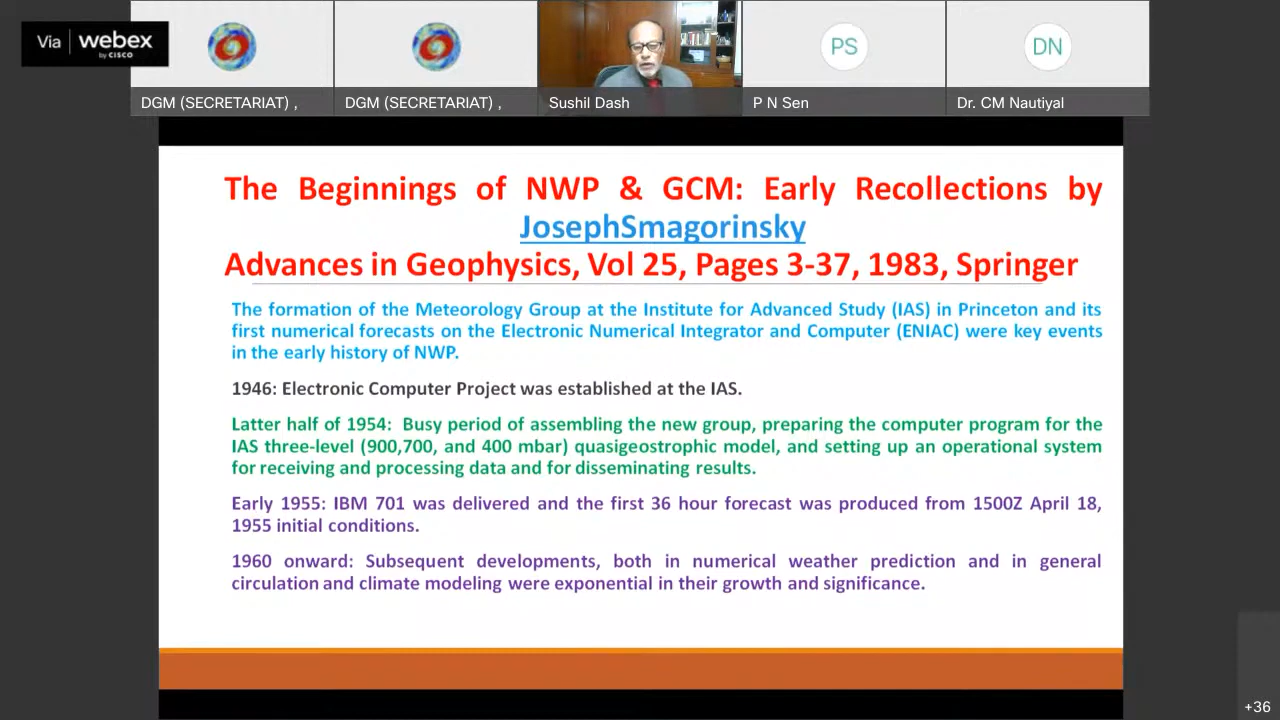 Via webex
by CISCO
DGM (SECRETARIAT) ,
DGM (SECRETARIAT) ,
Sushil Dash
PS
P N Sen
DN
Dr. CM Nautiyal
The Beginnings of NWP & GCM: Early Recollections by
JosephSmagorinsky
Advances in Geophysics, Vol 25, Pages 3-37, 1983, Springer
The formation of the Meteorology Group at the Institute for Advanced Study (IAS) in Princeton and its
first numerical forecasts on the Electronic Numerical Integrator and Computer (ENIAC) were key events
in the early history of NWP.
1946: Electronic Computer Project was established at the IAS.
Latter half of 1954: Busy period of assembling the new group, preparing the computer program for the
IAS three-level (900,700, and 400 mbar) quasigeostrophic model, and setting up an operational system
for receiving and processing data and for disseminating results.
Early 1955: IBM 701 was delivered and the first 36 hour forecast was produced from 1500Z April 18,
1955 initial conditions.
1960 onward: Subsequent developments, both in numerical weather prediction and in general
circulation and climate modeling were exponential in their growth and significance.
+36